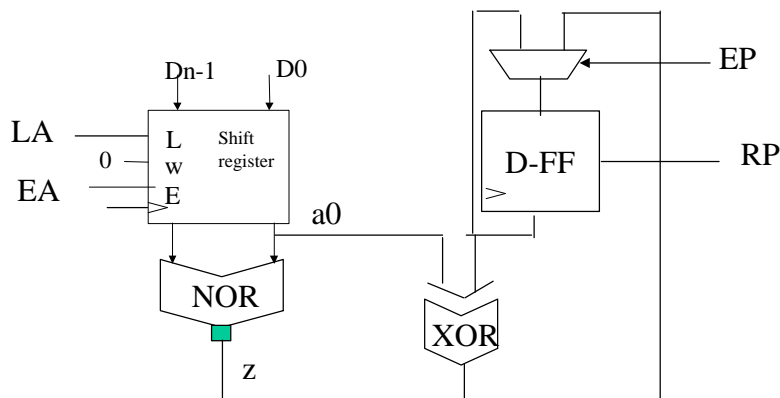 Dn-1 D0
EP
LA
L Shift
0 w register
D-FF
RP
EA
E
a0
NOR
XOR
z